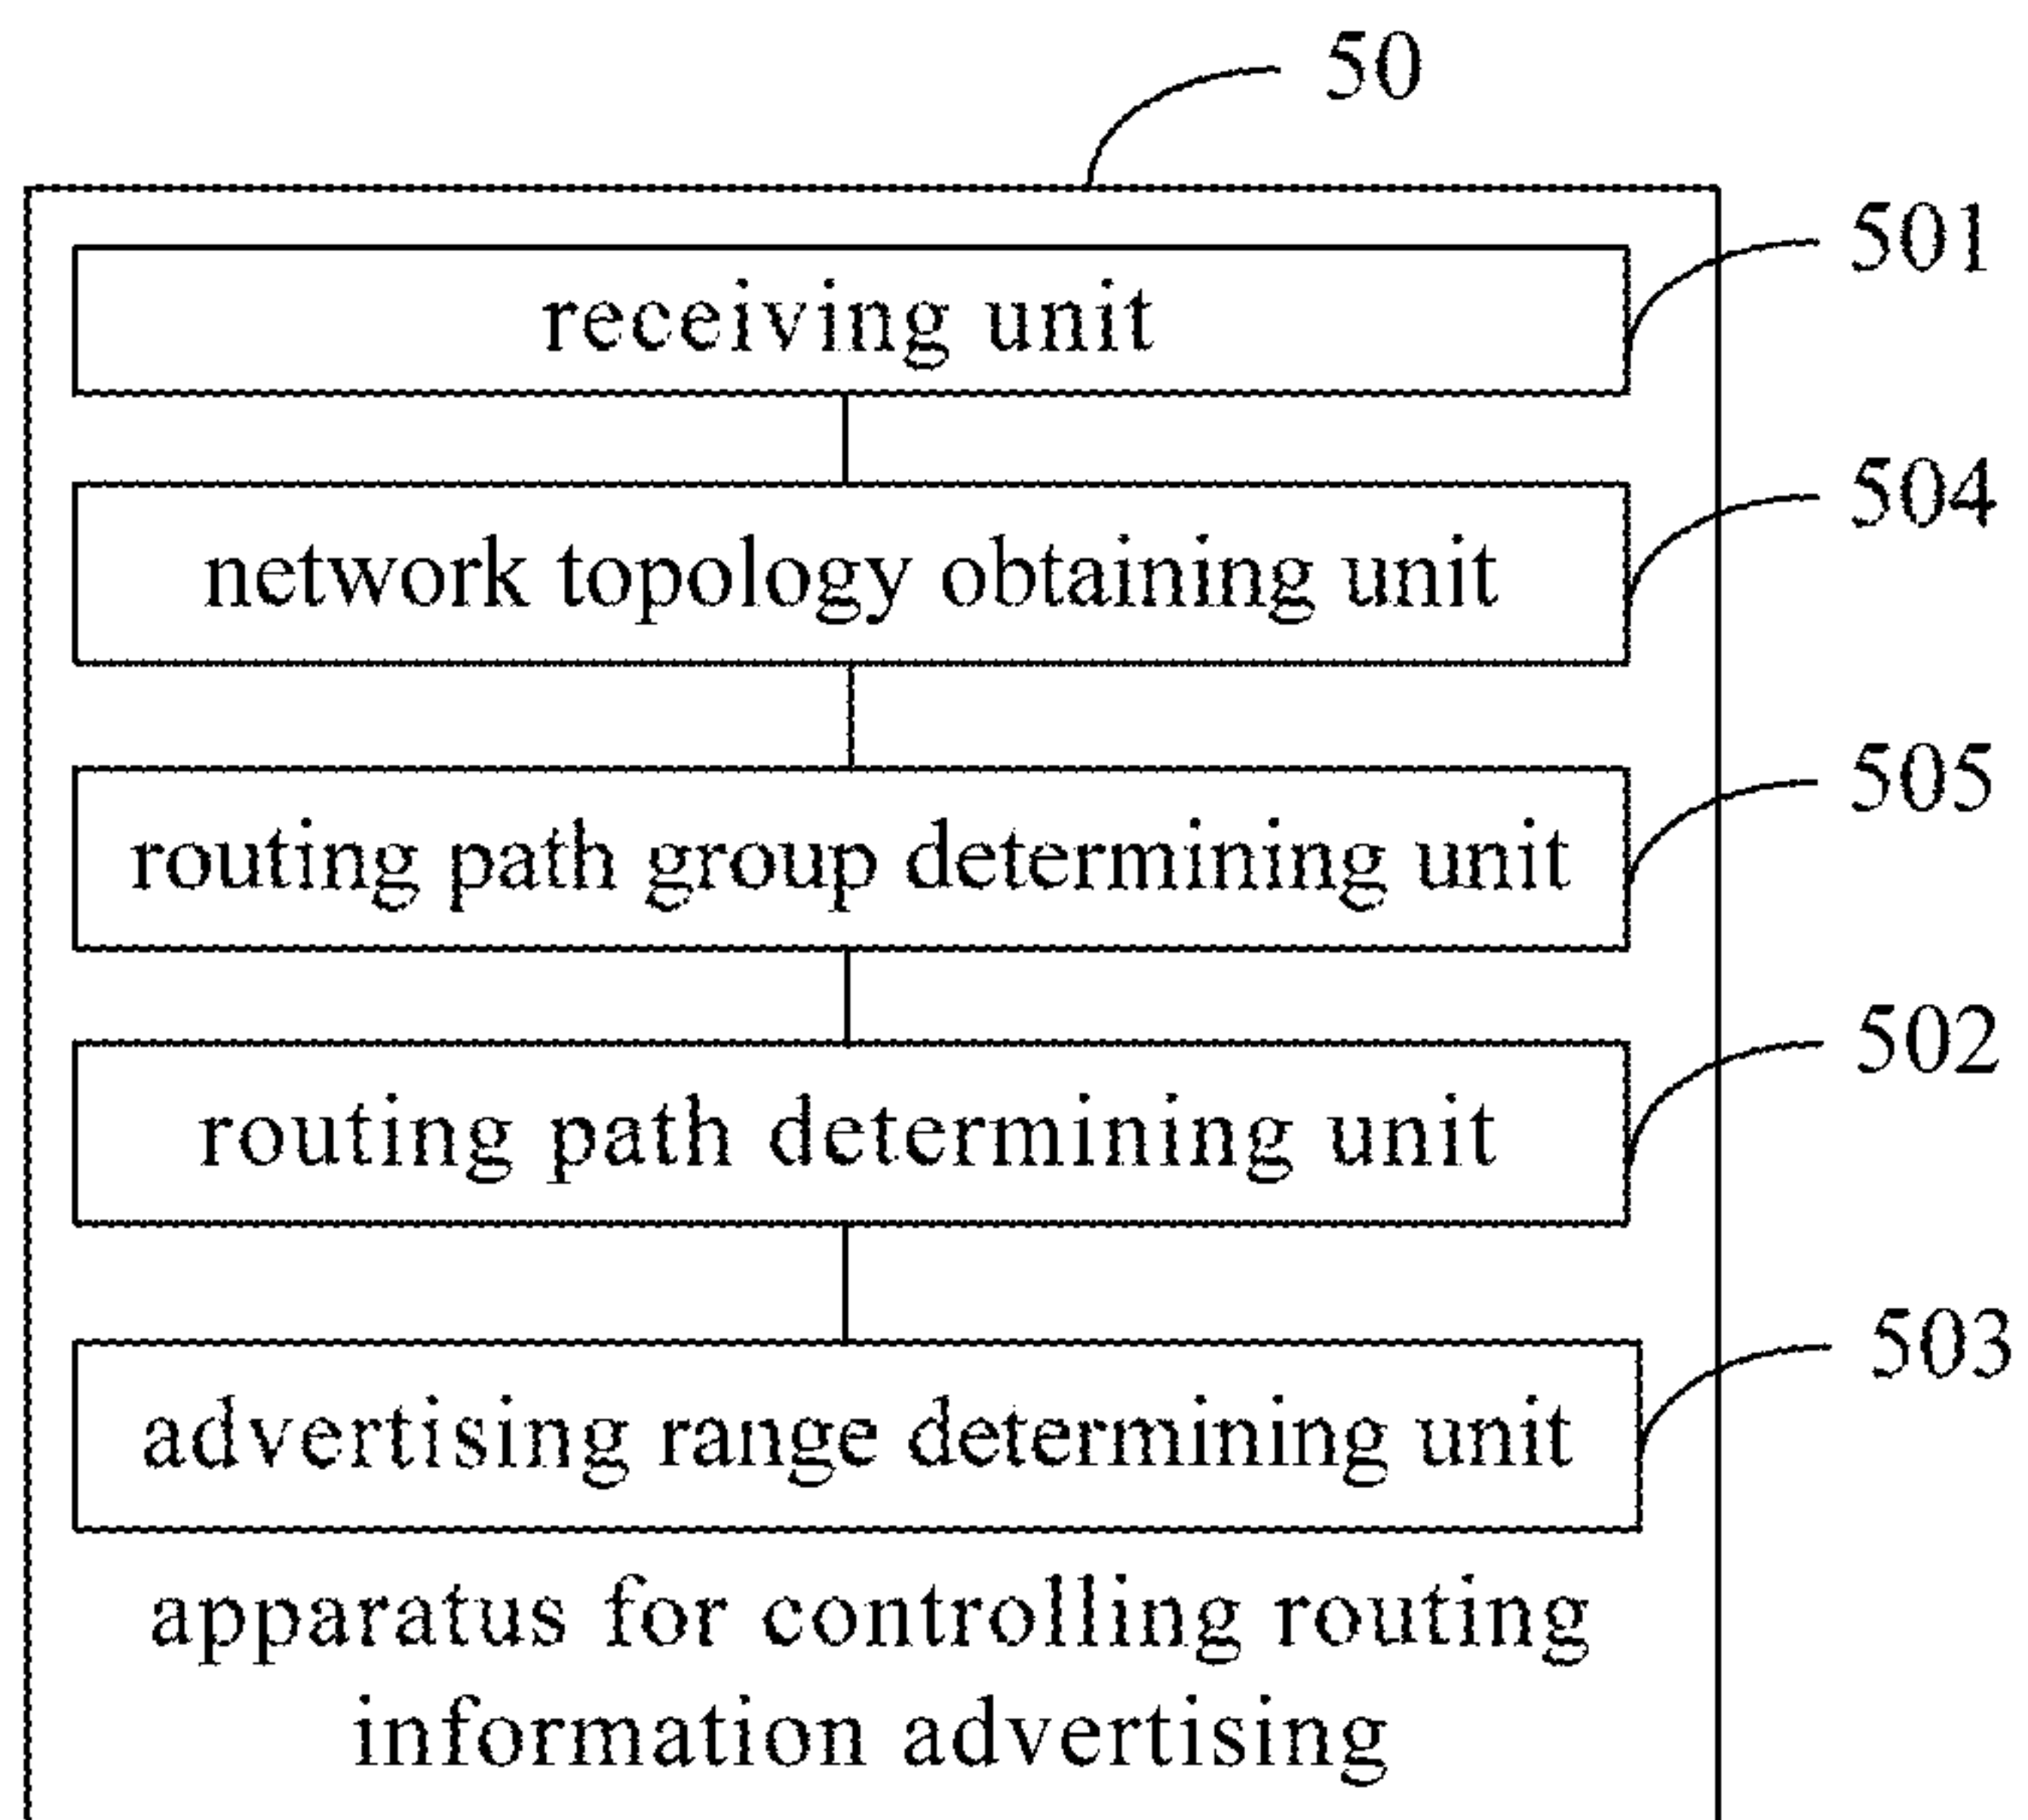 50
receiving unit
501
network topology obtaining unit
504
routing path group determining unit
505
routing path determining unit
502
advertising range determining unit
503
apparatus for controlling routing
information advertising